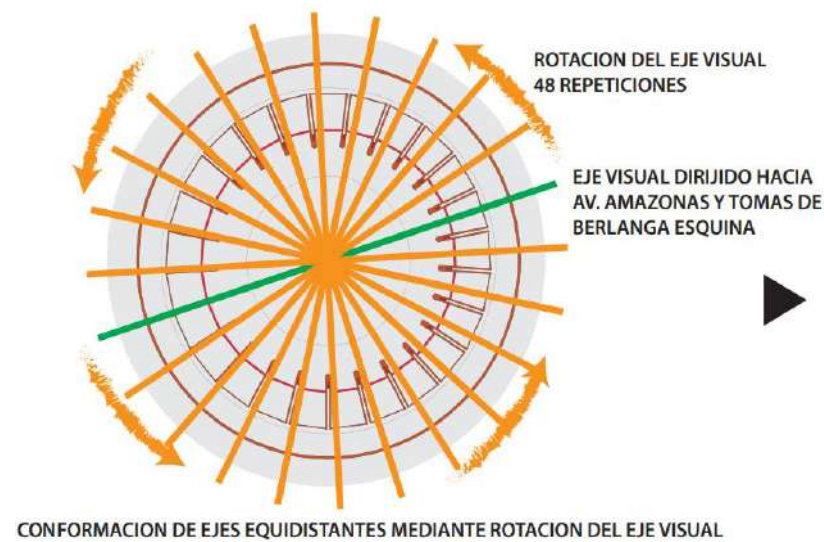 ROTACION DEL EJE VISUAL
48 REPETICIONES
EJE VISUAL DIRIJIDO HACIA
AV. AMAZONAS Y TOMAS DE
BERLANGA ESQUINA
CONFORMACION DE EJES EQUIDISTANTES MEDIANTE ROTACION DEL EJE VISUAL